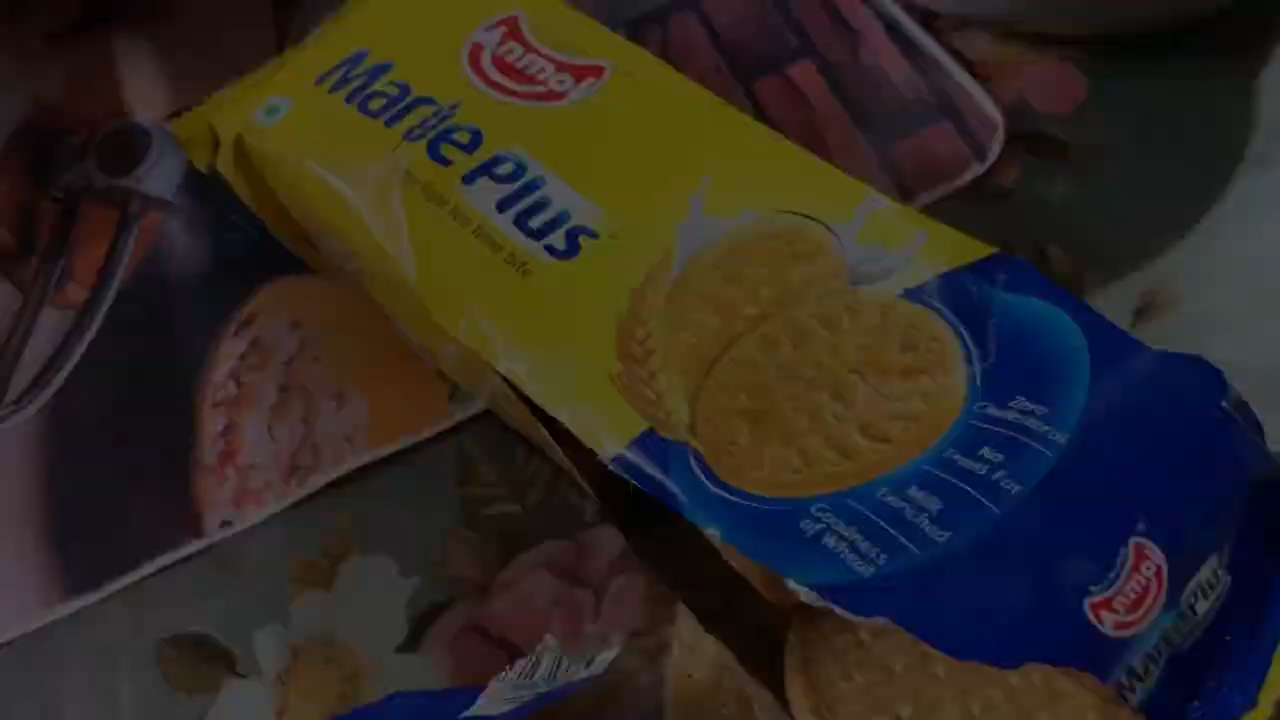 Anmol
Marie Plus
Zero
Cholesterol
No
Trans Fat
Milk
Enriched
Goodness
of Wheat
Anmol
Marie Plus